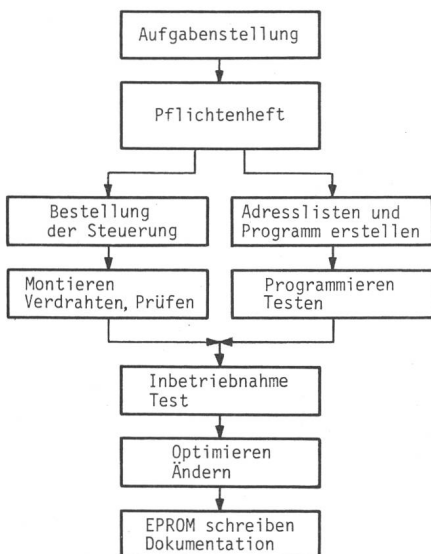 Aufgabenstellung
Pflichtenheft
Bestellung
der Steuerung
Adresslisten und
Programm erstellen
Montieren
Verdrahten, Prüfen
Programmieren
Testen
Inbetriebnahme
Test
Optimieren
Ändern
EPROM schreiben
Dokumentation